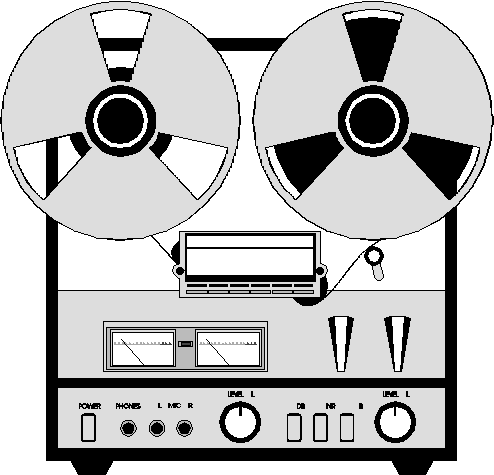 LEVEL L LEVEL L
POWER PHONES L MIC R DB NR B